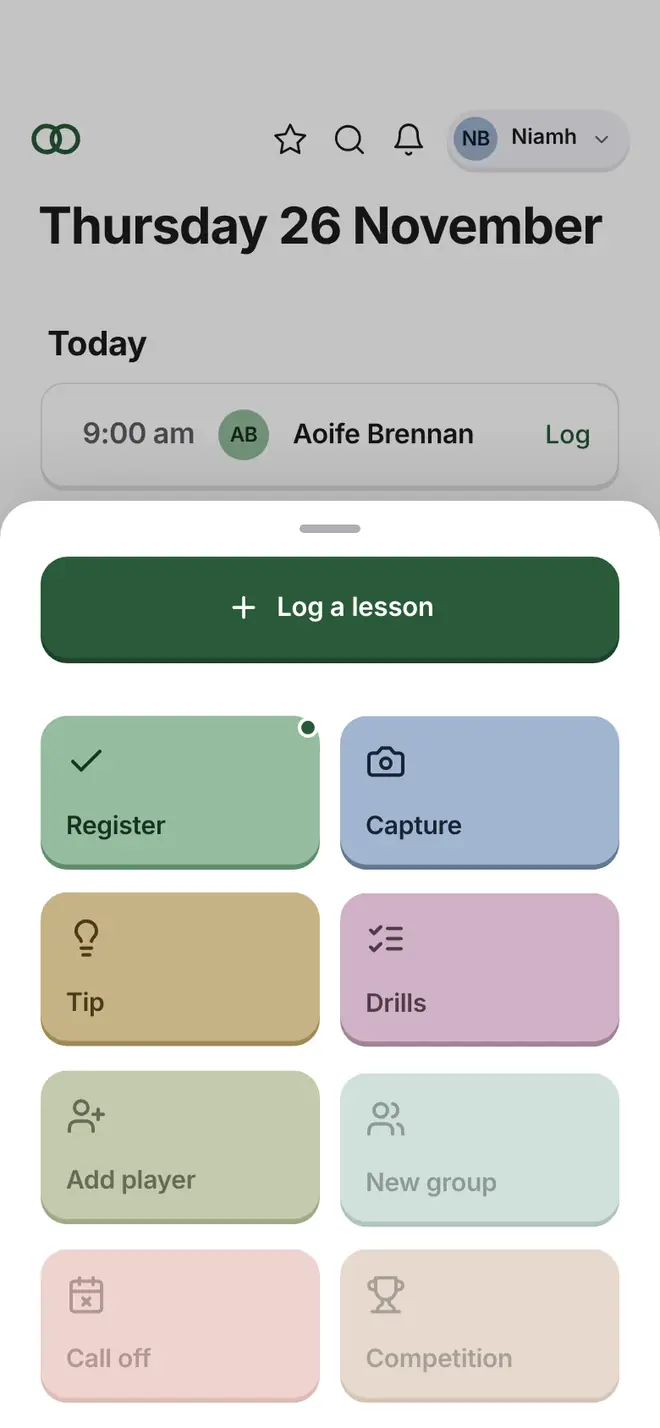 NB Niamh
Thursday 26 November
Today
9:00 am AB Aoife Brennan Log
Log a lesson
Register Capture
Tip Drills
Add player New group
Call off Competition